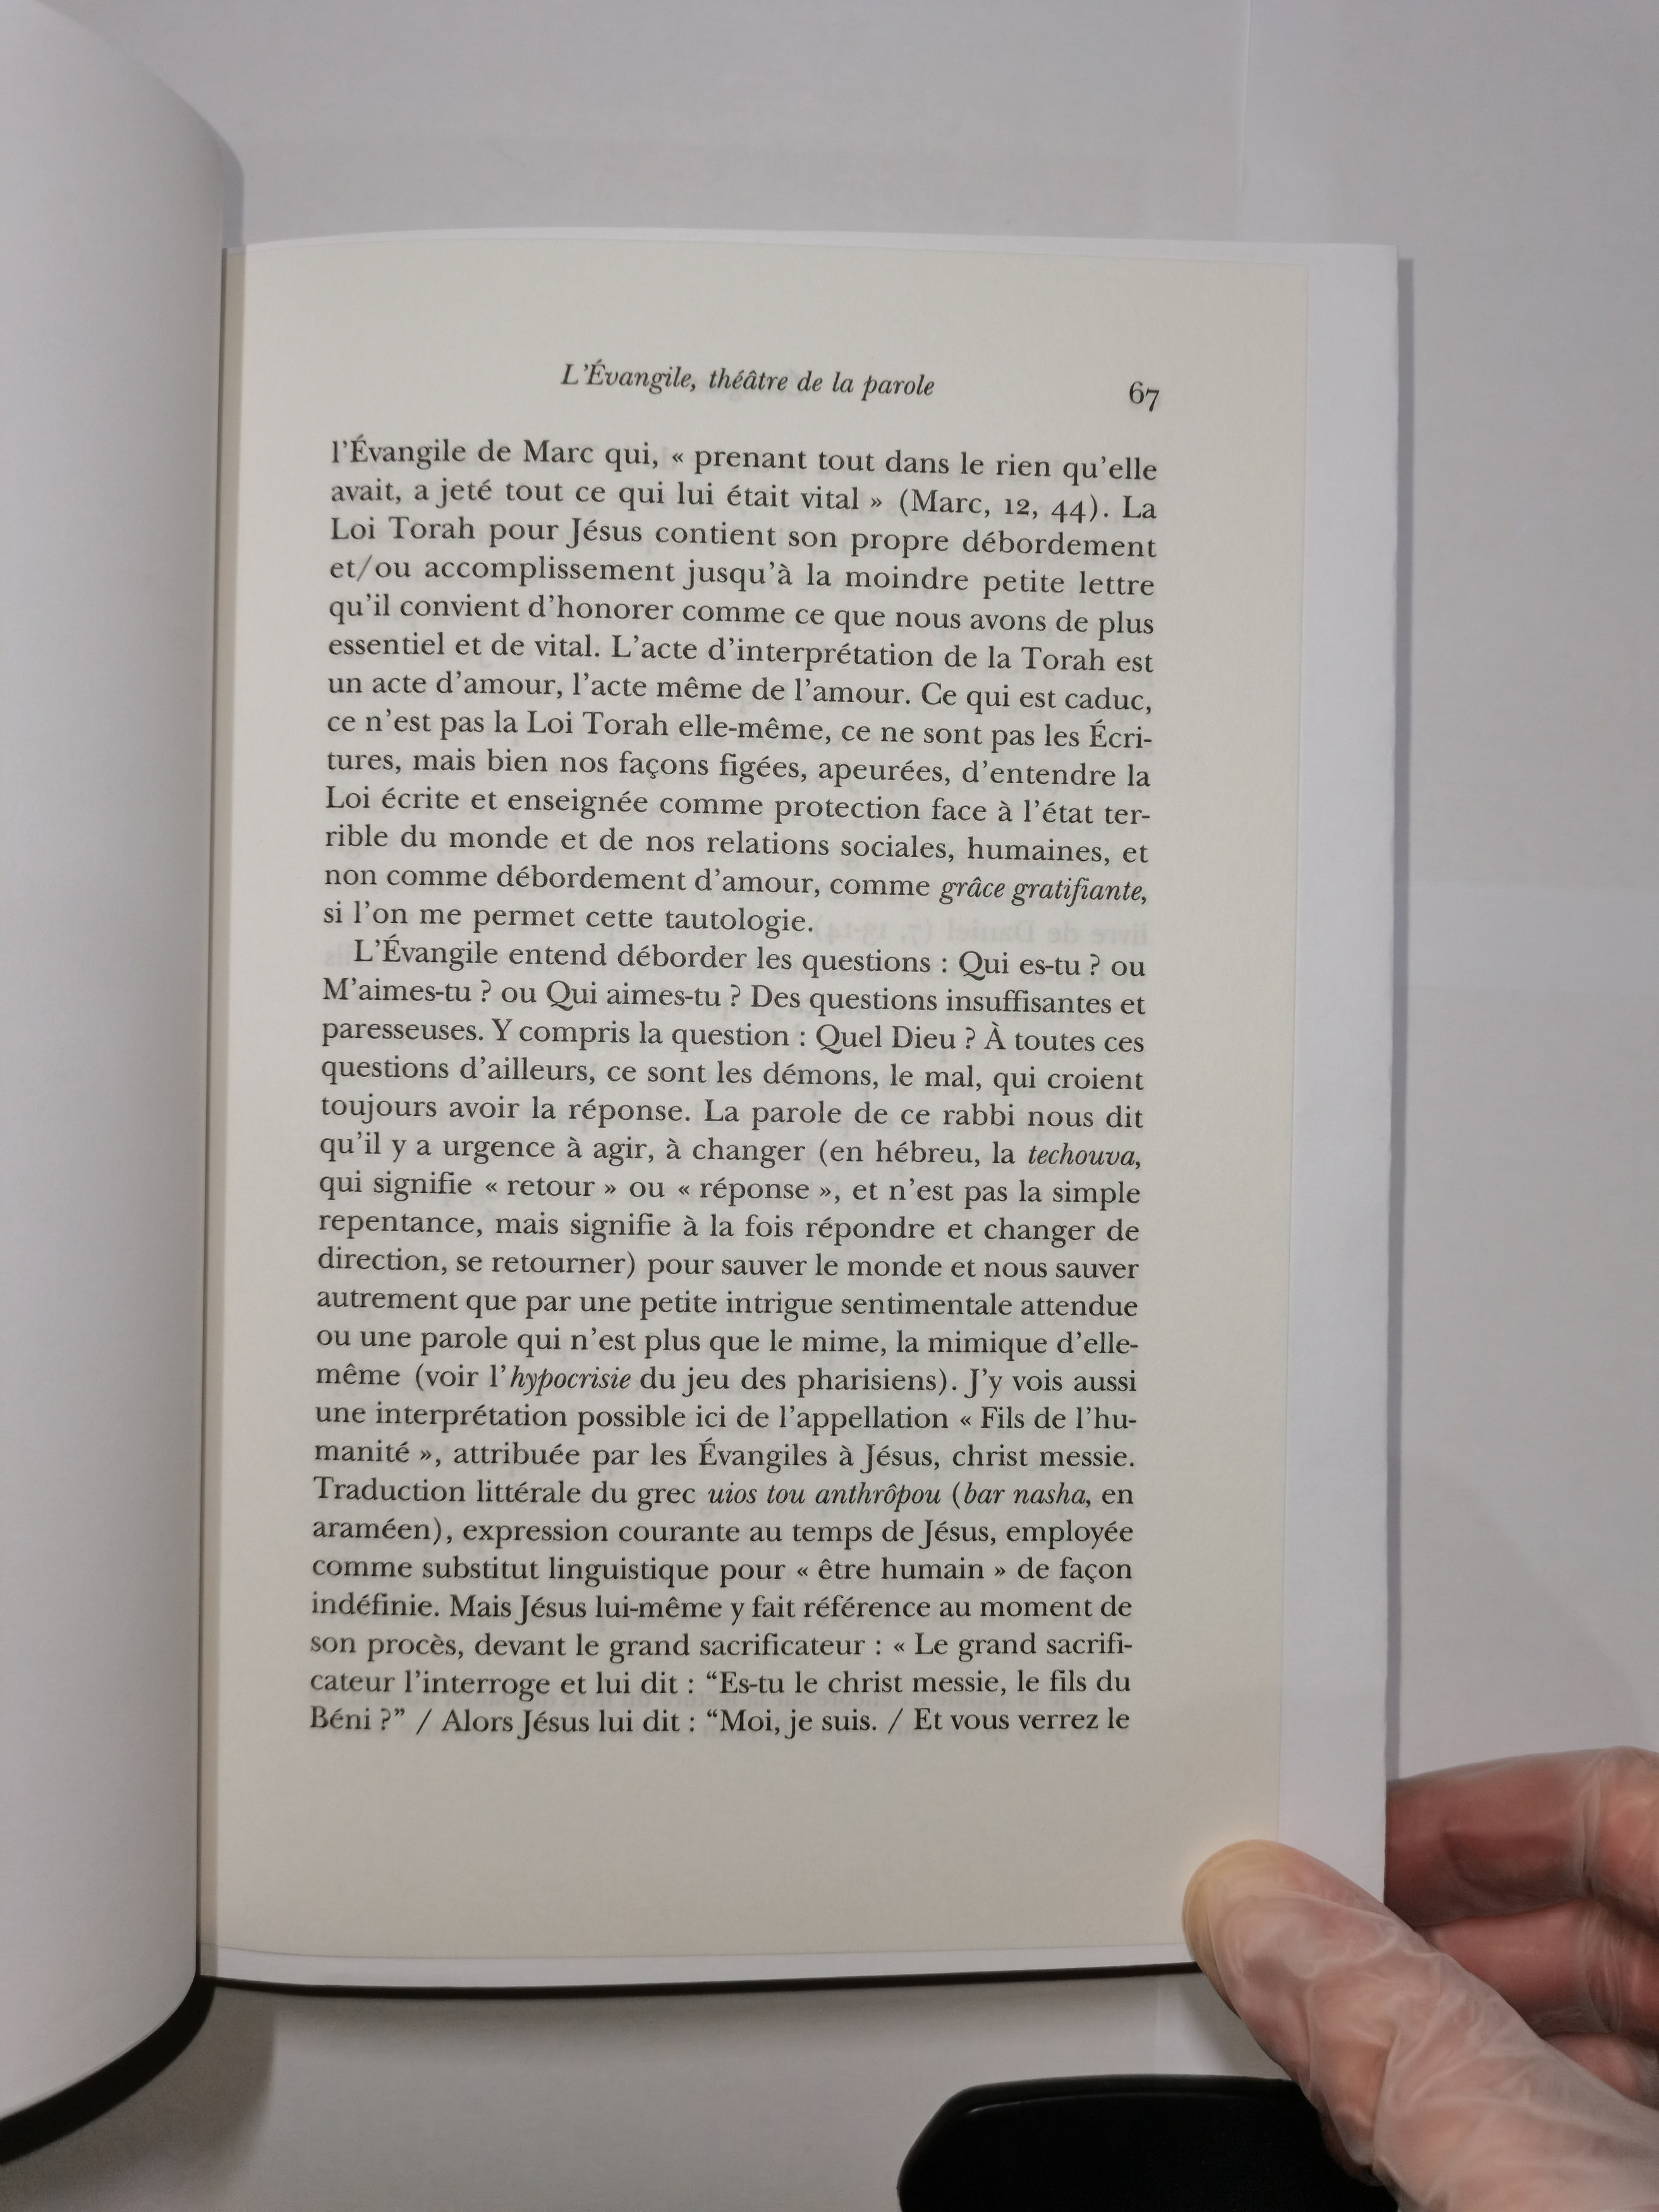 L'Évangile, théâtre de la parole 67
l'Évangile de Marc qui, « prenant tout dans le rien qu'elle
avait, a jeté tout ce qui lui était vital » (Marc, 12, 44). La
Loi Torah pour Jésus contient son propre débordement
et/ou accomplissement jusqu'à la moindre petite lettre
qu'il convient d'honorer comme ce que nous avons de plus
essentiel et de vital. L'acte d'interprétation de la Torah est
un acte d'amour, l'acte même de l'amour. Ce qui est caduc,
ce n'est pas la Loi Torah elle-même, ce ne sont pas les Écri-
tures, mais bien nos façons figées, apeurées, d'entendre la
Loi écrite et enseignée comme protection face à l'état ter-
rible du monde et de nos relations sociales, humaines, et
non comme débordement d'amour, comme grâce gratifiante,
si l'on me permet cette tautologie.
L'Évangile entend déborder les questions : Qui es-tu ? ou
M'aimes-tu ? ou Qui aimes-tu ? Des questions insuffisantes et
paresseuses. Y compris la question : Quel Dieu ? À toutes ces
questions d'ailleurs, ce sont les démons, le mal, qui croient
toujours avoir la réponse. La parole de ce rabbi nous dit
qu'il y a urgence à agir, à changer (en hébreu, la techouva,
qui signifie « retour » ou « réponse », et n'est pas la simple
repentance, mais signifie à la fois répondre et changer de
direction, se retourner) pour sauver le monde et nous sauver
autrement que par une petite intrigue sentimentale attendue
ou une parole qui n'est plus que le mime, la mimique d'elle-
même (voir l'hypocrisie du jeu des pharisiens). J'y vois aussi
une interprétation possible ici de l'appellation « Fils de l'hu-
manité », attribuée par les Évangiles à Jésus, christ messie.
Traduction littérale du grec uios tou anthrôpou (bar nasha, en
araméen), expression courante au temps de Jésus, employée
comme substitut linguistique pour « être humain » de façon
indéfinie. Mais Jésus lui-même y fait référence au moment de
son procès, devant le grand sacrificateur : « Le grand sacrifi-
cateur l'interroge et lui dit : “Es-tu le christ messie, le fils du
Béni ?” / Alors Jésus lui dit : “Moi, je suis. / Et vous verrez le